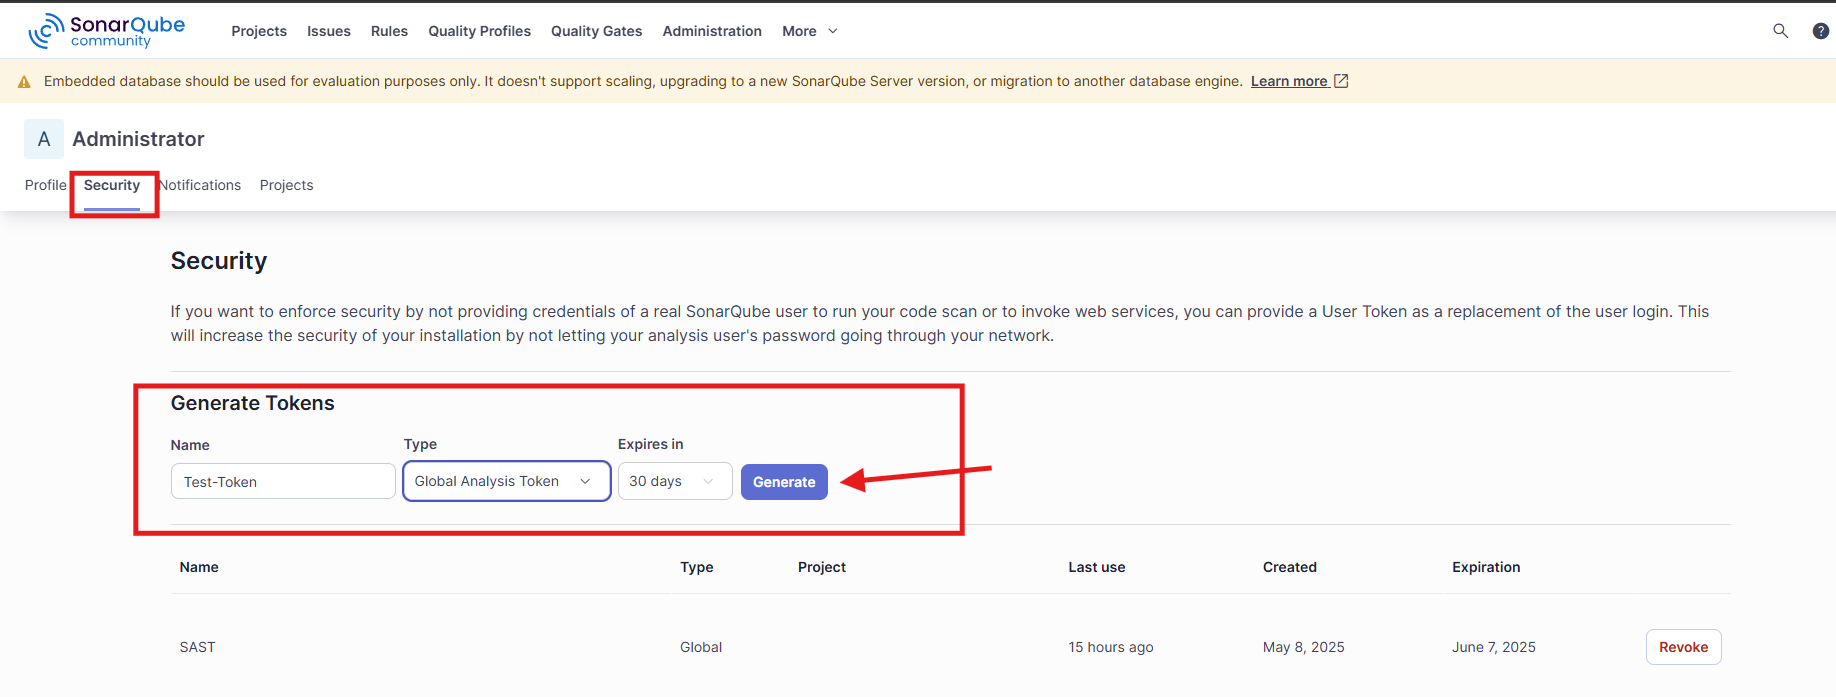 SonarQube community
Projects Issues Rules Quality Profiles Quality Gates Administration More
?
Embedded database should be used for evaluation purposes only. It doesn't support scaling, upgrading to a new SonarQube Server version, or migration to another database engine. Learn more
A Administrator
Profile Security Notifications Projects
Security
If you want to enforce security by not providing credentials of a real SonarQube user to run your code scan or to invoke web services, you can provide a User Token as a replacement of the user login. This
will increase the security of your installation by not letting your analysis user's password going through your network.
Generate Tokens
Name Type Expires in
Test-Token Global Analysis Token 30 days Generate
Name Type Project Last use Created Expiration
SAST Global 15 hours ago May 8, 2025 June 7, 2025 Revoke